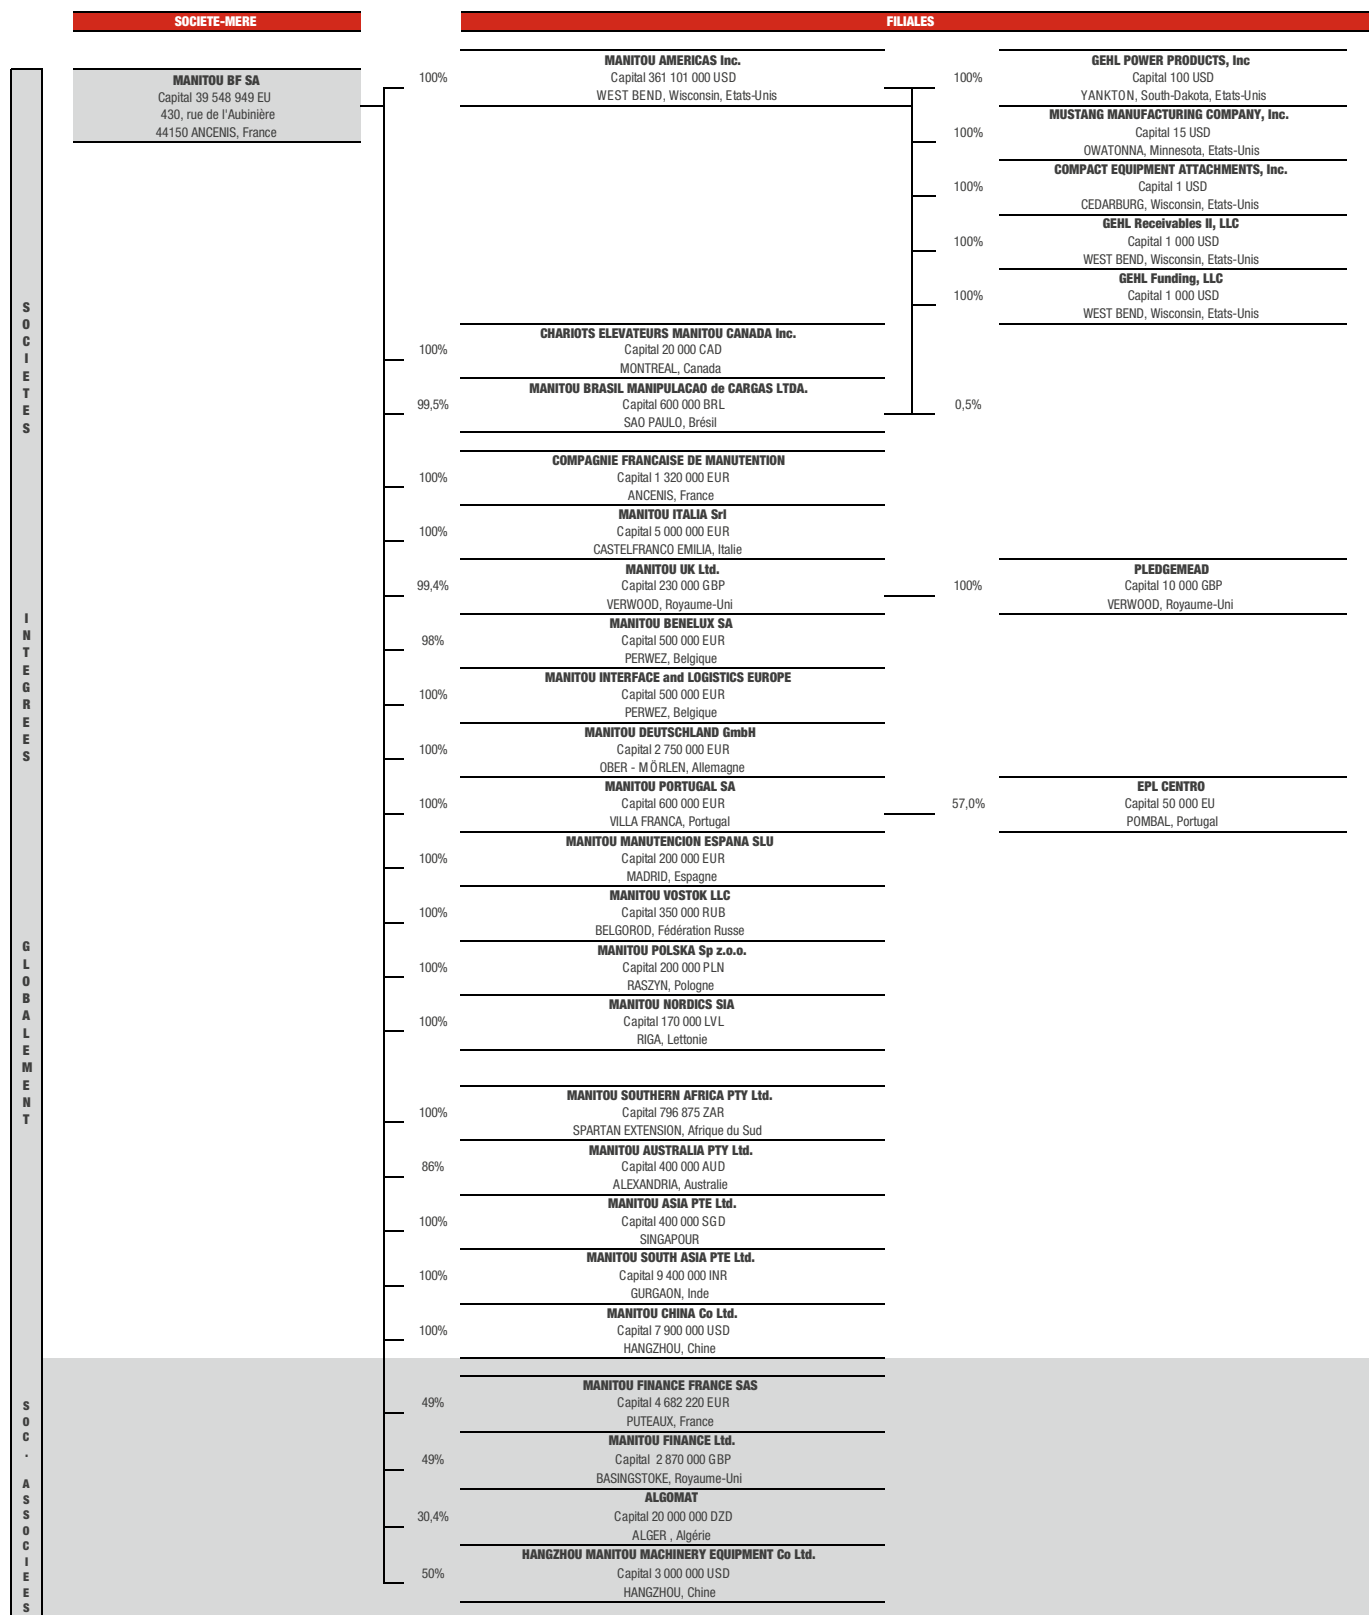 SOCIETE-MERE
FILIALES
MANITOU BF SA
Capital 39 548 949 EU
430, rue de l'Aubinière
44150 ANCENIS, France
100%
MANITOU AMERICAS Inc.
Capital 361 101 000 USD
WEST BEND, Wisconsin, Etats-Unis
100%
GEHL POWER PRODUCTS, Inc
Capital 100 USD
YANKTON, South-Dakota, Etats-Unis
100%
MUSTANG MANUFACTURING COMPANY, Inc.
Capital 15 USD
OWATONNA, Minnesota, Etats-Unis
100%
COMPACT EQUIPMENT ATTACHMENTS, Inc.
Capital 1 USD
CEDARBURG, Wisconsin, Etats-Unis
100%
GEHL Receivables II, LLC
Capital 1 000 USD
WEST BEND, Wisconsin, Etats-Unis
100%
GEHL Funding, LLC
Capital 1 000 USD
WEST BEND, Wisconsin, Etats-Unis
100%
CHARIOTS ELEVATEURS MANITOU CANADA Inc.
Capital 20 000 CAD
MONTREAL, Canada
99,5%
MANITOU BRASIL MANIPULACAO de CARGAS LTDA.
Capital 600 000 BRL
SAO PAULO, Brésil
0,5%
100%
COMPAGNIE FRANCAISE DE MANUTENTION
Capital 1 320 000 EUR
ANCENIS, France
100%
MANITOU ITALIA Srl
Capital 5 000 000 EUR
CASTELFRANCO EMILIA, Italie
99,4%
MANITOU UK Ltd.
Capital 230 000 GBP
VERWOOD, Royaume-Uni
100%
PLEDGEMEAD
Capital 10 000 GBP
VERWOOD, Royaume-Uni
98%
MANITOU BENELUX SA
Capital 500 000 EUR
PERWEZ, Belgique
100%
MANITOU INTERFACE and LOGISTICS EUROPE
Capital 500 000 EUR
PERWEZ, Belgique
100%
MANITOU DEUTSCHLAND GmbH
Capital 2 750 000 EUR
OBER - M ÖRLEN, Allemagne
100%
MANITOU PORTUGAL SA
Capital 600 000 EUR
VILLA FRANCA, Portugal
57,0%
EPL CENTRO
Capital 50 000 EU
POMBAL, Portugal
100%
MANITOU MANUTENCION ESPANA SLU
Capital 200 000 EUR
MADRID, Espagne
100%
MANITOU VOSTOK LLC
Capital 350 000 RUB
BELGOROD, Fédération Russe
100%
MANITOU POLSKA Sp z.o.o.
Capital 200 000 PLN
RASZYN, Pologne
100%
MANITOU NORDICS SIA
Capital 170 000 LVL
RIGA, Lettonie
100%
MANITOU SOUTHERN AFRICA PTY Ltd.
Capital 796 875 ZAR
SPARTAN EXTENSION, Afrique du Sud
86%
MANITOU AUSTRALIA PTY Ltd.
Capital 400 000 AUD
ALEXANDRIA, Australie
100%
MANITOU ASIA PTE Ltd.
Capital 400 000 SGD
SINGAPOUR
100%
MANITOU SOUTH ASIA PTE Ltd.
Capital 9 400 000 INR
GURGAON, Inde
100%
MANITOU CHINA Co Ltd.
Capital 7 900 000 USD
HANGZHOU, Chine
49%
MANITOU FINANCE FRANCE SAS
Capital 4 682 220 EUR
PUTEAUX, France
49%
MANITOU FINANCE Ltd.
Capital 2 870 000 GBP
BASINGSTOKE, Royaume-Uni
30,4%
ALGOMAT
Capital 20 000 000 DZD
ALGER , Algérie
50%
HANGZHOU MANITOU MACHINERY EQUIPMENT Co Ltd.
Capital 3 000 000 USD
HANGZHOU, Chine
SOCIETES INTEGREES GLOBALEMENT
SOC. ASSOCIEES